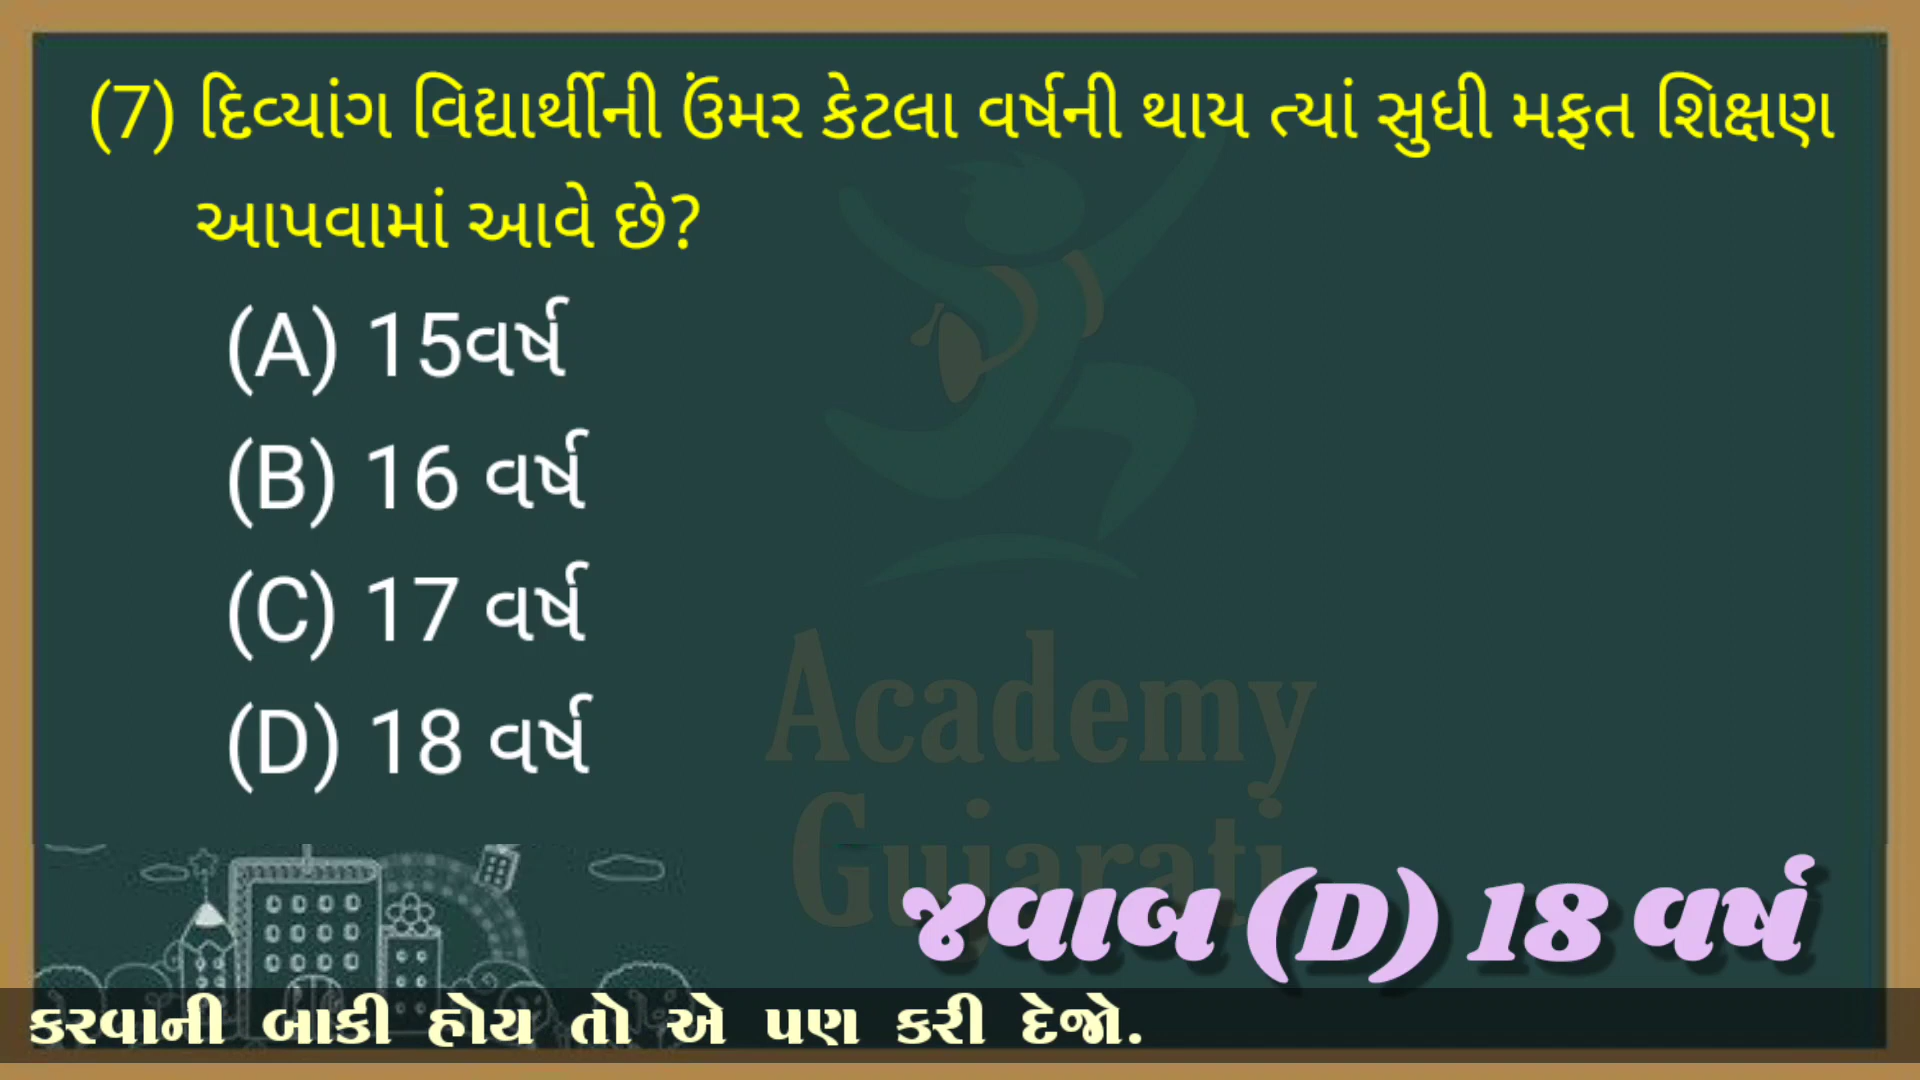 (7) દિવ્યાંગ વિદ્યાર્થીની ઉંમર કેટલા વર્ષની થાય ત્યાં સુધી મફત શિક્ષણ
આપવામાં આવે છે?
(A) 15વર્ષ
(B) 16 વર્ષ
(C) 17 વર્ષ
(D) 18 વર્ષ
Academy
Gujarati
જવાબ (D) 18 વર્ષ
કરવાની બાકી હોય તો એ પણ કરી દેજો.